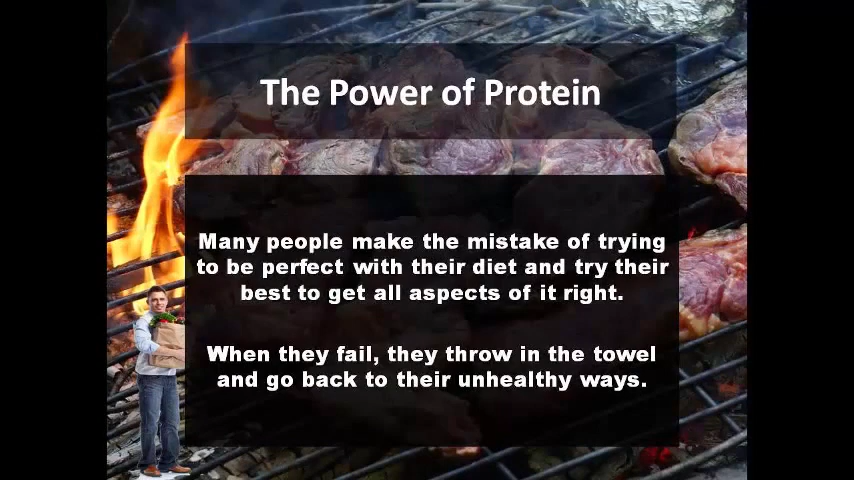 The Power of Protein
Many people make the mistake of trying
to be perfect with their diet and try their
best to get all aspects of it right.
When they fail, they throw in the towel
and go back to their unhealthy ways.